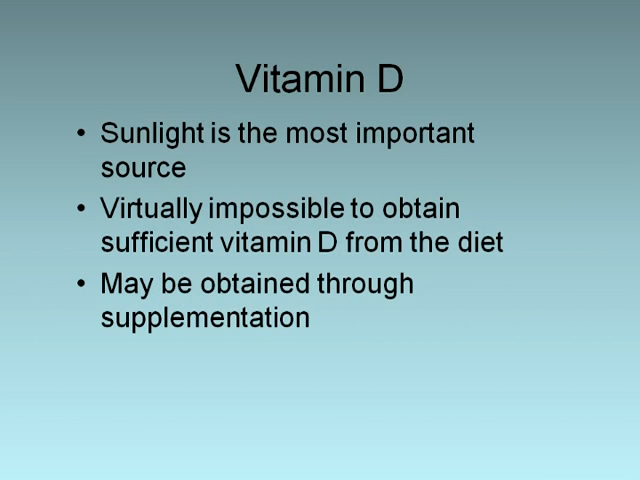 Vitamin D
• Sunlight is the most important
source
• Virtually impossible to obtain
sufficient vitamin D from the diet
• May be obtained through
supplementation